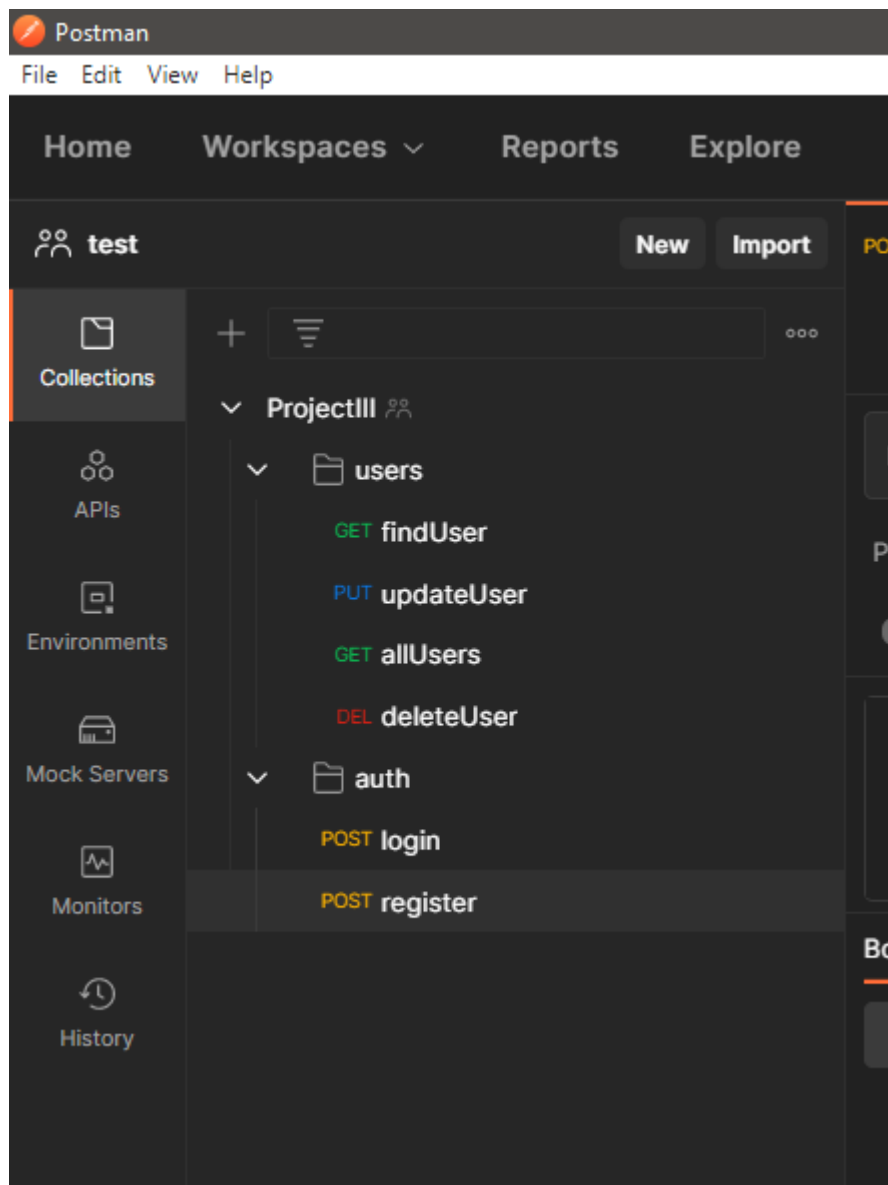 Postman
File Edit View Help
Home Workspaces Reports Explore
test New Import
Collections
ProjectIII
users
APIs
GET findUser
PUT updateUser
Environments
GET allUsers
DEL deleteUser
Mock Servers
auth
POST login
Monitors
POST register
History